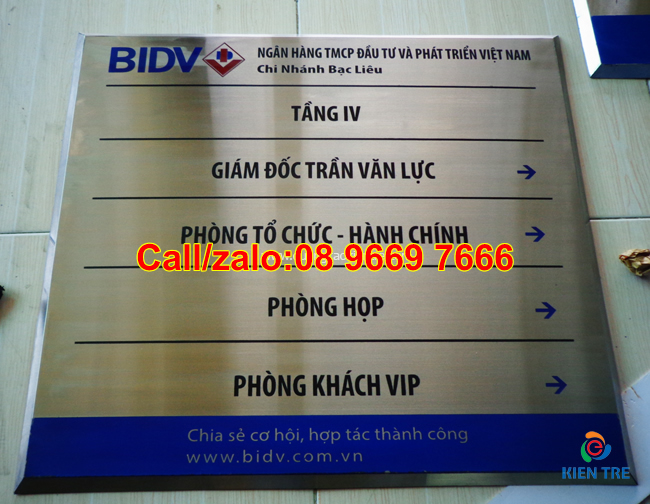 BIDV
NGÂN HÀNG TMCP ĐẦU TƯ VÀ PHÁT TRIỂN VIỆT NAM
Chi Nhánh Bạc Liêu
TẦNG IV
GIÁM ĐỐC TRẦN VĂN LỰC →
PHÒNG TỔ CHỨC - HÀNH CHÍNH →
Call/zalo:08 9669 7666
PHÒNG HỌP →
PHÒNG KHÁCH VIP →
Chia sẻ cơ hội, hợp tác thành công
www.bidv.com.vn
KIEN TRE